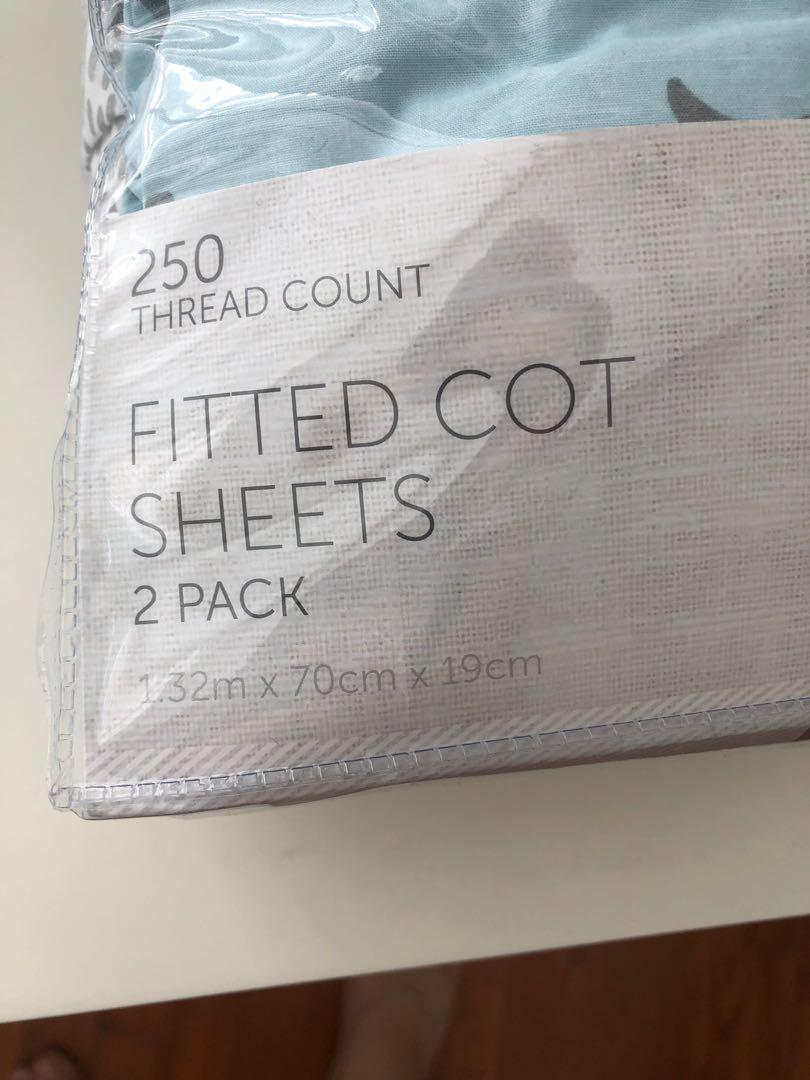 250
THREAD COUNT
FITTED COT
SHEETS
2 PACK
1.32m x 70cm x 19cm